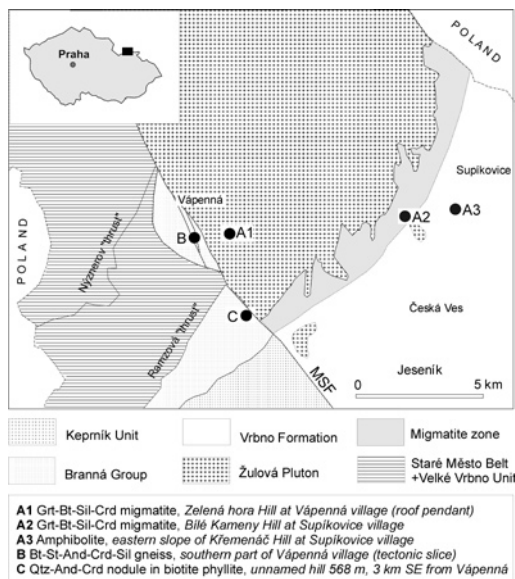 POLAND
Praha
Supíkovice
Vápenná
A1
A2
A3
B
POLAND
Nýznerov "thrust"
Česká Ves
Ramzová "thrust"
C
MSF
Jeseník
0 5 km
Keprník Unit
Vrbno Formation
Migmatite zone
Branná Group
Žulová Pluton
Staré Město Belt
+Velké Vrbno Unit
A1 Grt-Bt-Sil-Crd migmatite, Zelená hora Hill at Vápenná village (roof pendant)
A2 Grt-Bt-Sil-Crd migmatite, Bílé Kameny Hill at Supíkovice village
A3 Amphibolite, eastern slope of Křemenáč Hill at Supíkovice village
B Bt-St-And-Crd-Sil gneiss, southern part of Vápenná village (tectonic slice)
C Qtz-And-Crd nodule in biotite phyllite, unnamed hill 568 m, 3 km SE from Vápenná